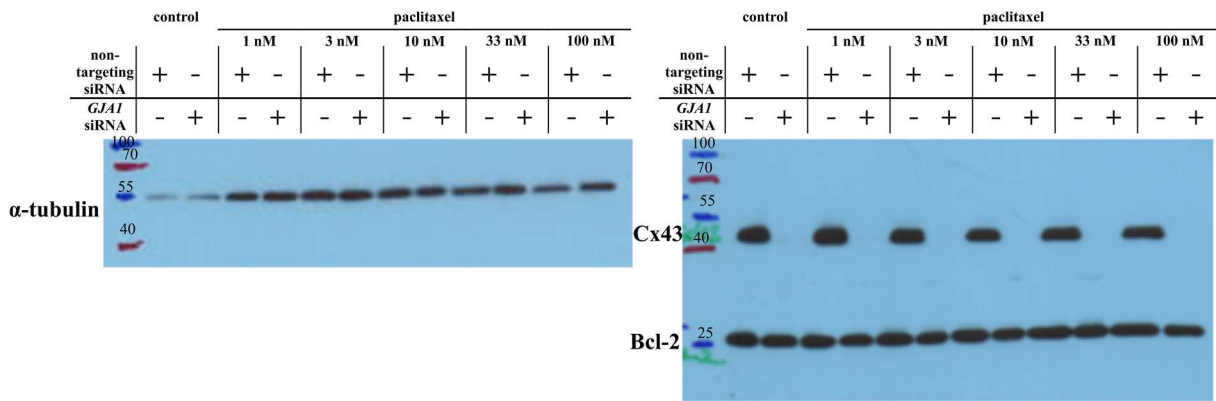 control paclitaxel
1 nM 3 nM 10 nM 33 nM 100 nM
non-
targeting
siRNA + - + - + - + - + - + -
GJA1
siRNA - + - + - + - + - + - +
100
70
55
40
α-tubulin
control paclitaxel
1 nM 3 nM 10 nM 33 nM 100 nM
non-
targeting
siRNA + - + - + - + - + - + -
GJA1
siRNA - + - + - + - + - + - +
100
70
55
Cx43
40
25
Bcl-2